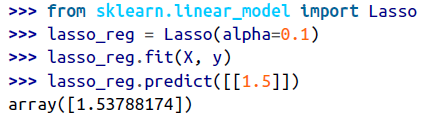 >>> from sklearn.linear_model import Lasso
>>> lasso_reg = Lasso(alpha=0.1)
>>> lasso_reg.fit(X, y)
>>> lasso_reg.predict([[1.5]])
array([1.53788174])